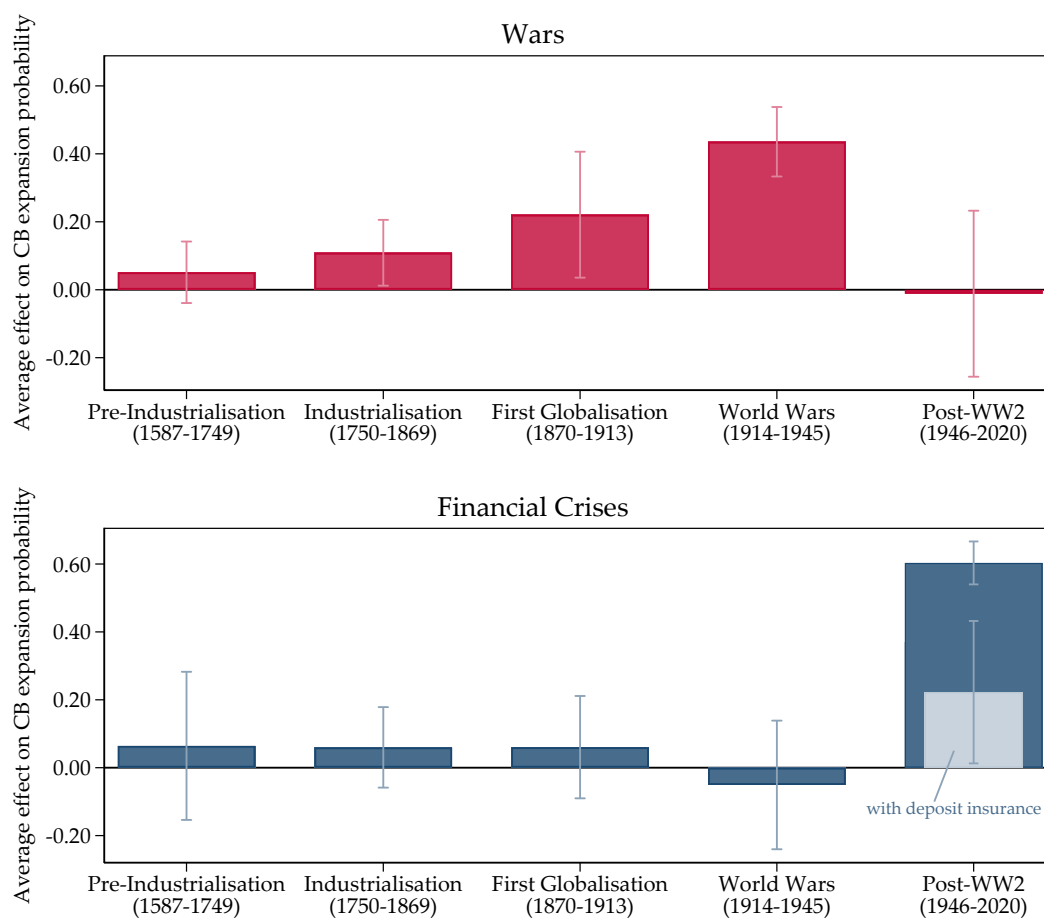 Wars
Average effect on CB expansion probability
0.60
0.40
0.20
0.00
-0.20
Pre-Industrialisation
(1587-1749)
Industrialisation
(1750-1869)
First Globalisation
(1870-1913)
World Wars
(1914-1945)
Post-WW2
(1946-2020)
Financial Crises
Average effect on CB expansion probability
0.60
0.40
0.20
0.00
-0.20
with deposit insurance
Pre-Industrialisation
(1587-1749)
Industrialisation
(1750-1869)
First Globalisation
(1870-1913)
World Wars
(1914-1945)
Post-WW2
(1946-2020)